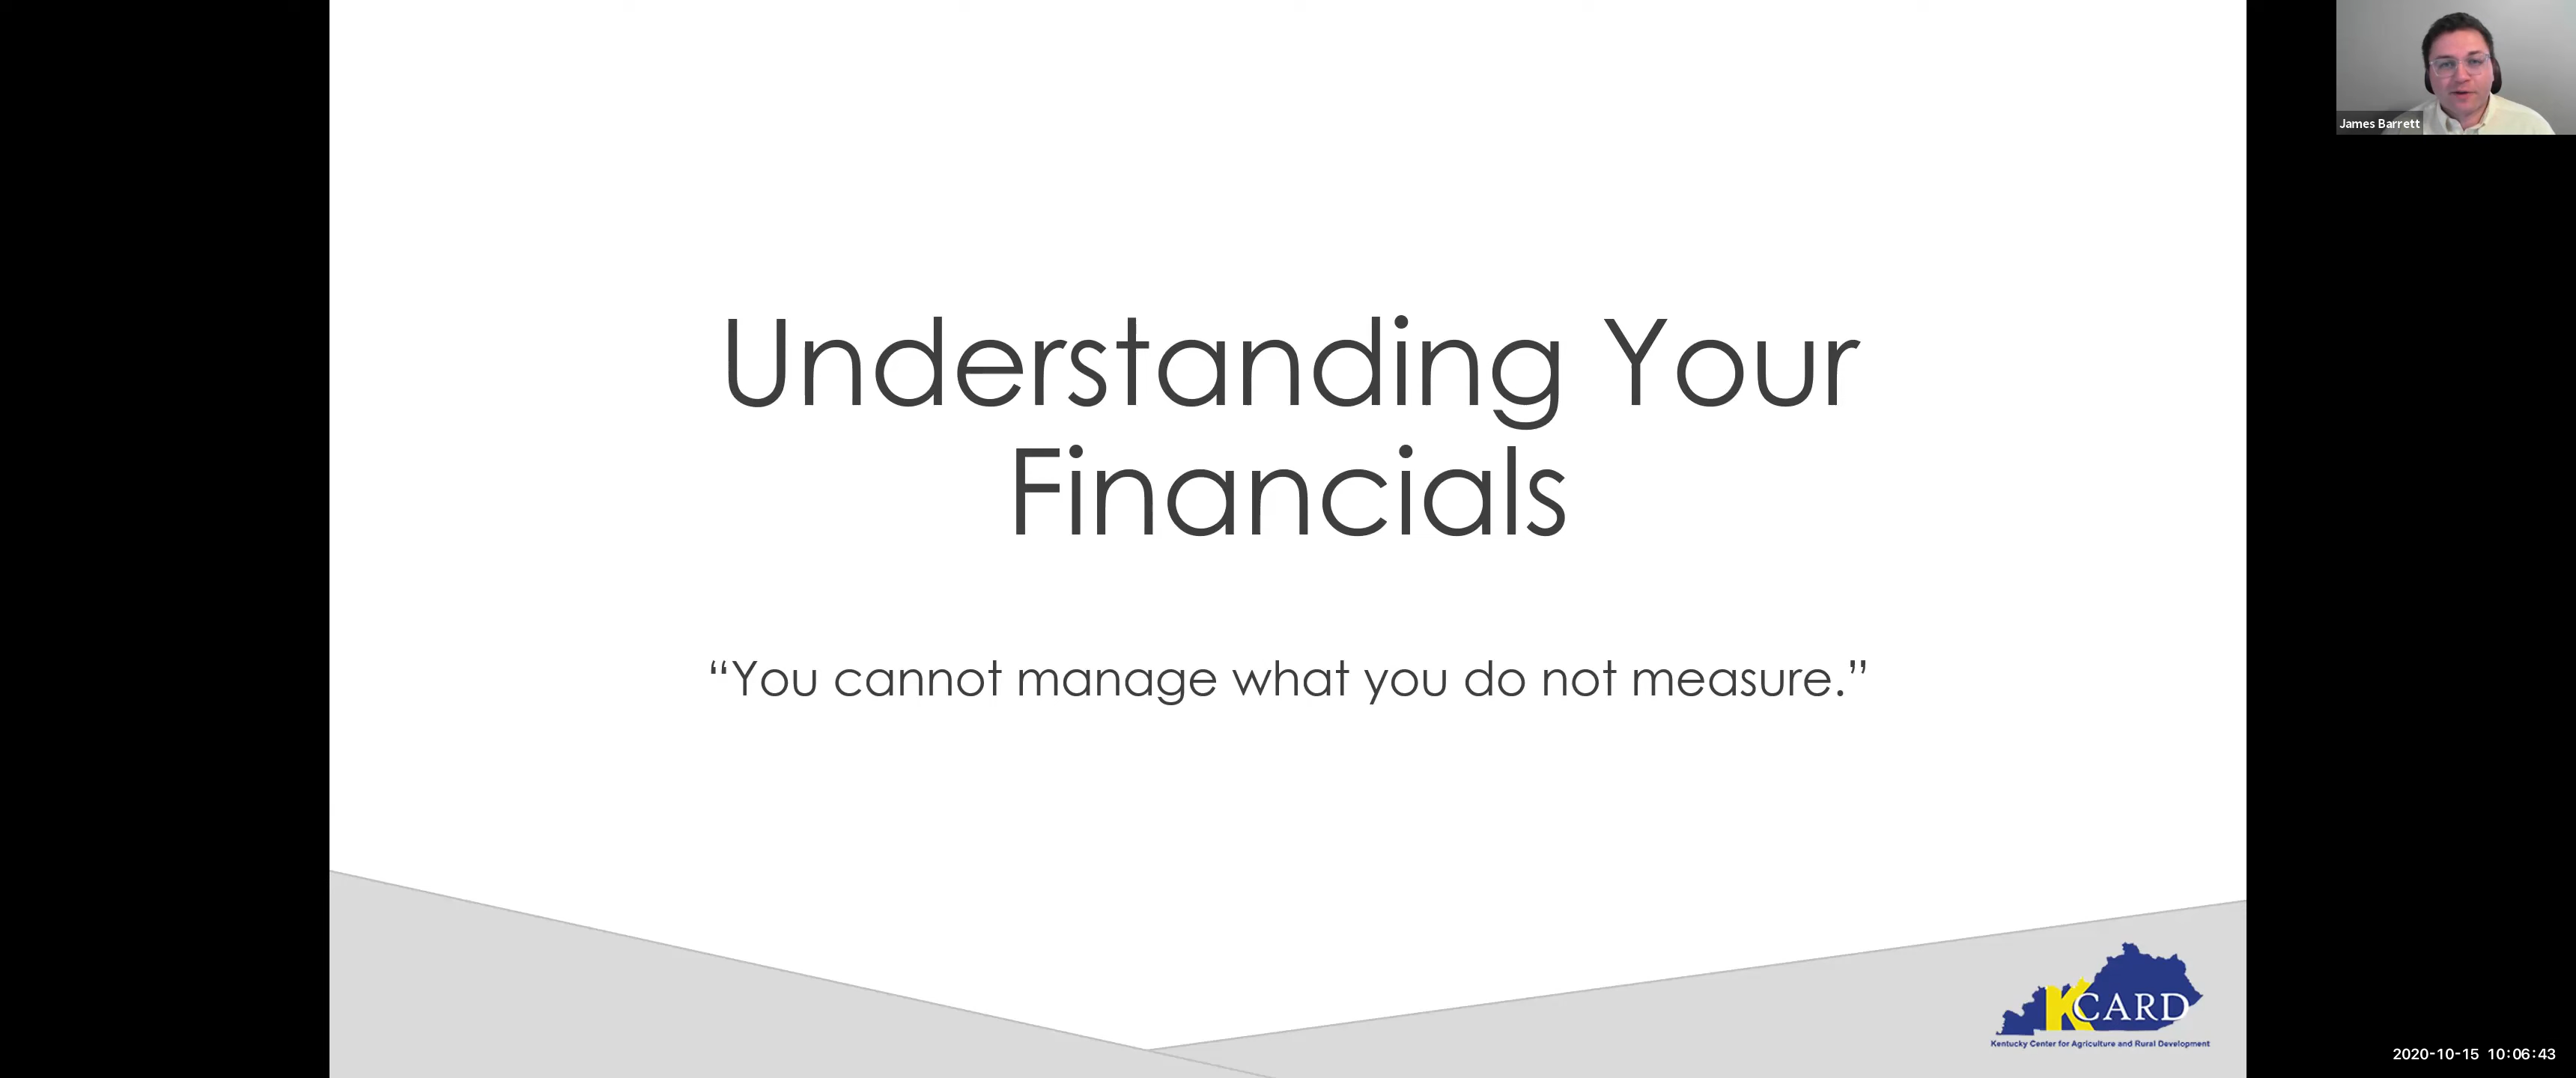 James Barrett
Understanding Your
Financials
“You cannot manage what you do not measure.”
KCARD
Kentucky Center for Agriculture and Rural Development
2020-10-15 10:06:43